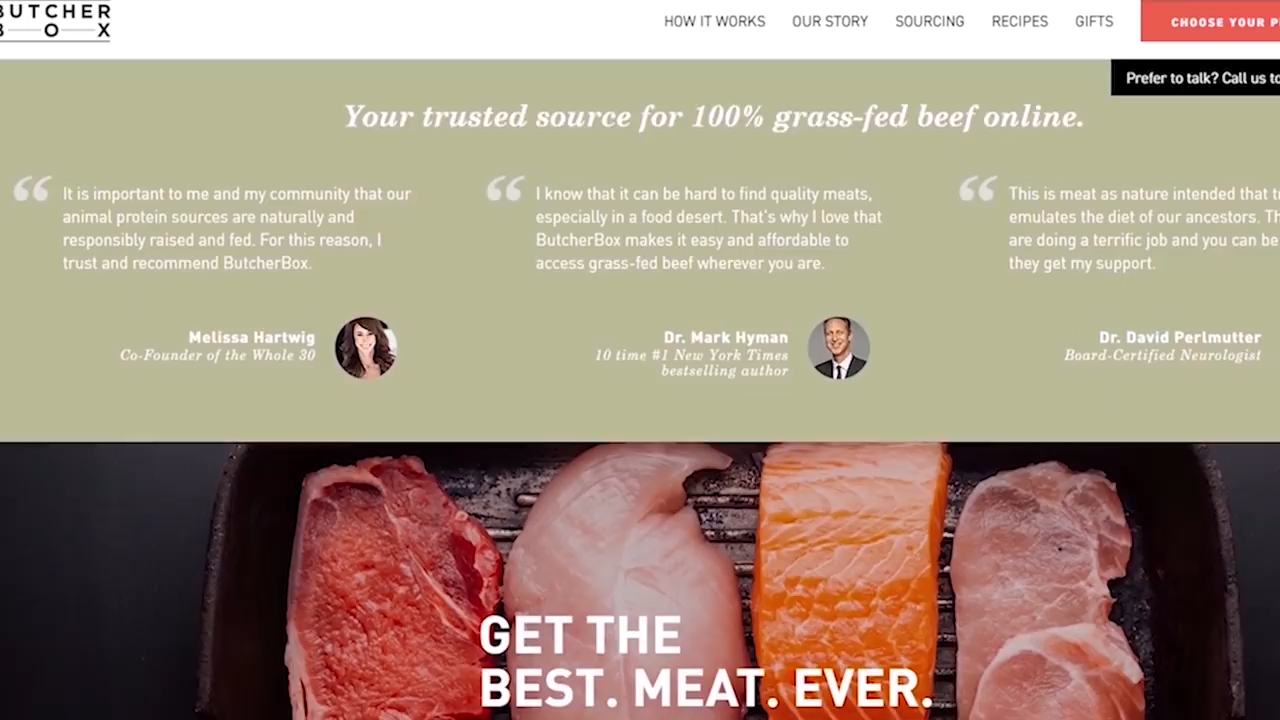 BUTCHER
BOX
HOW IT WORKS
OUR STORY
SOURCING
RECIPES
GIFTS
CHOOSE YOUR
Prefer to talk? Call us
Your trusted source for 100% grass-fed beef online.
“ It is important to me and my community that our
animal protein sources are naturally and
responsibly raised and fed. For this reason, I
trust and recommend ButcherBox.
Melissa Hartwig
Co-Founder of the Whole 30
“ I know that it can be hard to find quality meats,
especially in a food desert. That's why I love that
ButcherBox makes it easy and affordable to
access grass-fed beef wherever you are.
Dr. Mark Hyman
10 time #1 New York Times
bestselling author
“ This is meat as nature intended that
emulates the diet of our ancestors.
are doing a terrific job and you can be
they get my support.
Dr. David Perlmutter
Board-Certified Neurologist
GET THE
BEST. MEAT. EVER.